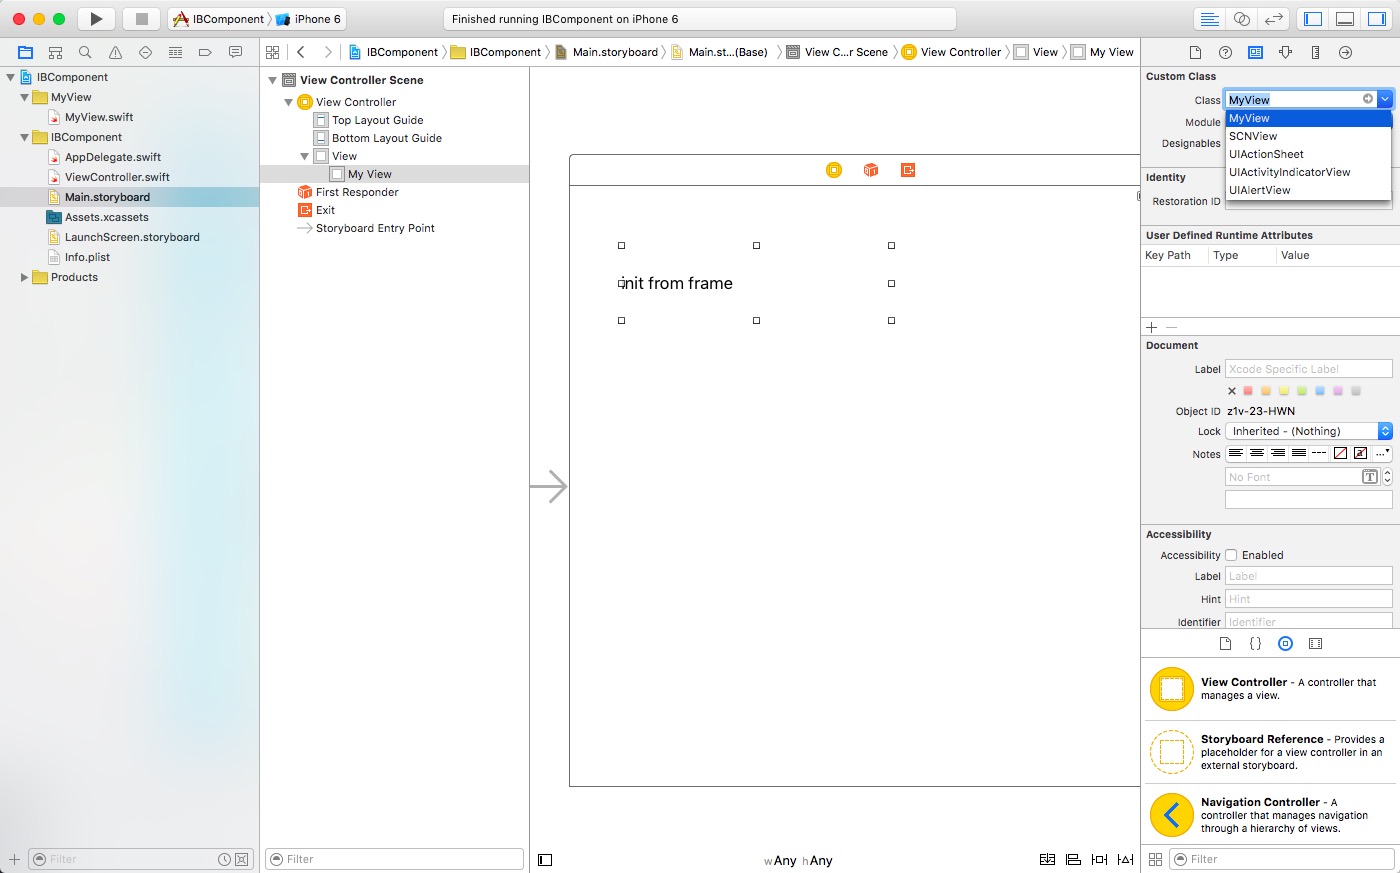 IBComponent
iPhone 6
Finished running IBComponent on iPhone 6
IBComponent
IBComponent
Main.storyboard
Main.st...(Base)
View C...r Scene
View Controller
View
My View
IBComponent
MyView
MyView.swift
IBComponent
AppDelegate.swift
ViewController.swift
Main.storyboard
Assets.xcassets
LaunchScreen.storyboard
Info.plist
Products
Filter
View Controller Scene
View Controller
Top Layout Guide
Bottom Layout Guide
View
My View
First Responder
Exit
Storyboard Entry Point
Filter
init from frame
wAny hAny
Custom Class
Class MyView
MyView
SCNView
UIActionSheet
UIActivityIndicatorView
UIAlertView
Module
Designables
Identity
Restoration ID
User Defined Runtime Attributes
Key Path Type Value
Document
Label Xcode Specific Label
Object ID z1v-23-HWN
Lock Inherited - (Nothing)
Notes
No Font
Accessibility
Accessibility Enabled
Label Label
Hint Hint
Identifier Identifier
View Controller - A controller that
manages a view.
Storyboard Reference - Provides a
placeholder for a view controller in an
external storyboard.
Navigation Controller - A
controller that manages navigation
through a hierarchy of views.
Filter